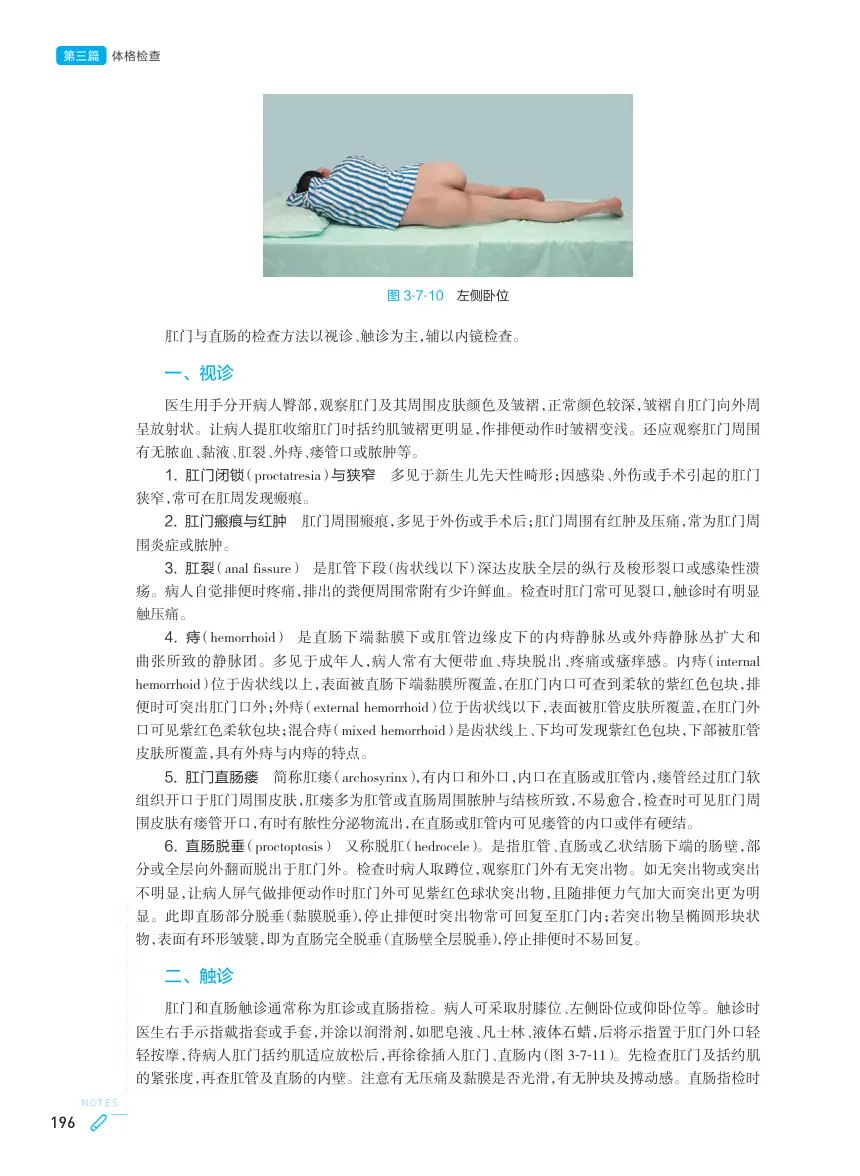 第三篇 体格检查
图 3-7-10 左侧卧位
肛门与直肠的检查方法以视诊、触诊为主,辅以内镜检查。
一、视诊
医生用手分开病人臀部,观察肛门及其周围皮肤颜色及皱褶,正常颜色较深,皱褶自肛门向外周
呈放射状。让病人提肛收缩肛门时括约肌皱褶更明显,作排便动作时皱褶变浅。还应观察肛门周围
有无脓血、黏液、肛裂、外痔、瘘管口或脓肿等。
1. 肛门闭锁(proctatresia)与狭窄 多见于新生儿先天性畸形;因感染、外伤或手术引起的肛门
狭窄,常可在肛周发现瘢痕。
2. 肛门瘢痕与红肿 肛门周围瘢痕,多见于外伤或手术后;肛门周围有红肿及压痛,常为肛门周
围炎症或脓肿。
3. 肛裂(anal fissure) 是肛管下段(齿状线以下)深达皮肤全层的纵行及梭形裂口或感染性溃
疡。病人自觉排便时疼痛,排出的粪便周围常附有少许鲜血。检查时肛门常可见裂口,触诊时有明显
触压痛。
4. 痔(hemorrhoid) 是直肠下端黏膜下或肛管边缘皮下的内痔静脉丛或外痔静脉丛扩大和
曲张所致的静脉团。多见于成年人,病人常有大便带血、痔块脱出、疼痛或瘙痒感。内痔(internal
hemorrhoid)位于齿状线以上,表面被直肠下端黏膜所覆盖,在肛门内口可查到柔软的紫红色包块,排
便时可突出肛门口外;外痔(external hemorrhoid)位于齿状线以下,表面被肛管皮肤所覆盖,在肛门外
口可见紫红色柔软包块;混合痔(mixed hemorrhoid)是齿状线上、下均可发现紫红色包块,下部被肛管
皮肤所覆盖,具有外痔与内痔的特点。
5. 肛门直肠瘘 简称肛瘘(archosyrinx),有内口和外口,内口在直肠或肛管内,瘘管经过肛门软
组织开口于肛门周围皮肤,肛瘘多为肛管或直肠周围脓肿与结核所致,不易愈合,检查时可见肛门周
围皮肤有瘘管开口,有时有脓性分泌物流出,在直肠或肛管内可见瘘管的内口或伴有硬结。
6. 直肠脱垂(proctoptosis) 又称脱肛(hedrocele)。是指肛管、直肠或乙状结肠下端的肠壁,部
分或全层向外翻而脱出于肛门外。检查时病人取蹲位,观察肛门外有无突出物。如无突出物或突出
不明显,让病人屏气做排便动作时肛门外可见紫红色球状突出物,且随排便力气加大而突出更为明
显。此即直肠部分脱垂(黏膜脱垂),停止排便时突出物常可回复至肛门内;若突出物呈椭圆形块状
物,表面有环形皱襞,即为直肠完全脱垂(直肠壁全层脱垂),停止排便时不易回复。
二、触诊
肛门和直肠触诊通常称为肛诊或直肠指检。病人可采取肘膝位、左侧卧位或仰卧位等。触诊时
医生右手示指戴指套或手套,并涂以润滑剂,如肥皂液、凡士林、液体石蜡,后将示指置于肛门外口轻
轻按摩,待病人肛门括约肌适应放松后,再徐徐插入肛门、直肠内(图 3-7-11)。先检查肛门及括约肌
的紧张度,再查肛管及直肠的内壁。注意有无压痛及黏膜是否光滑,有无肿块及搏动感。直肠指检时
NOTES
196